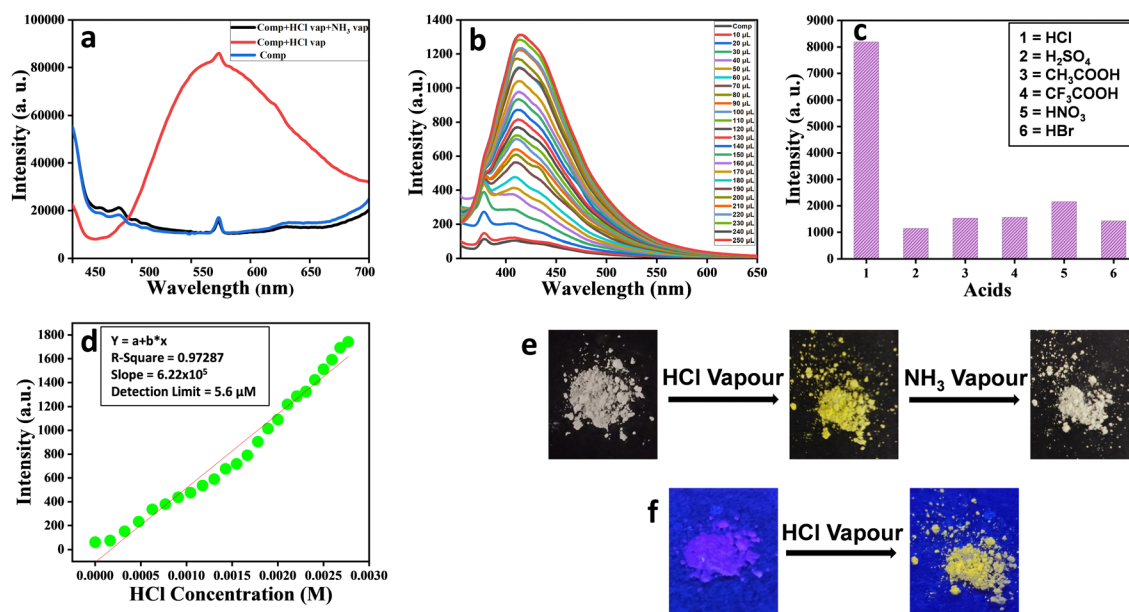 a
Comp+HCl vap+NH₃ vap
Comp+HCl vap
Comp
Intensity (a. u.)
100000
80000
60000
40000
20000
0
450 500 550 600 650 700
Wavelength (nm)
b
Comp
10 µL
20 µL
30 µL
40 µL
50 µL
60 µL
70 µL
80 µL
90 µL
100 µL
110 µL
120 µL
130 µL
140 µL
150 µL
160 µL
170 µL
180 µL
190 µL
200 µL
210 µL
220 µL
230 µL
240 µL
250 µL
Intensity (a.u.)
1400
1200
1000
800
600
400
200
0
400 450 500 550 600 650
Wavelength (nm)
c
1 = HCl
2 = H₂SO₄
3 = CH₃COOH
4 = CF₃COOH
5 = HNO₃
6 = HBr
Intensity (a. u.)
9000
8000
7000
6000
5000
4000
3000
2000
1000
0
1 2 3 4 5 6
Acids
d
Y = a+b*x
R-Square = 0.97287
Slope = 6.22x10⁵
Detection Limit = 5.6 µM
Intensity (a.u.)
1800
1600
1400
1200
1000
800
600
400
200
0
0.0000 0.0005 0.0010 0.0015 0.0020 0.0025 0.0030
HCl Concentration (M)
e
HCl Vapour
NH₃ Vapour
f
HCl Vapour